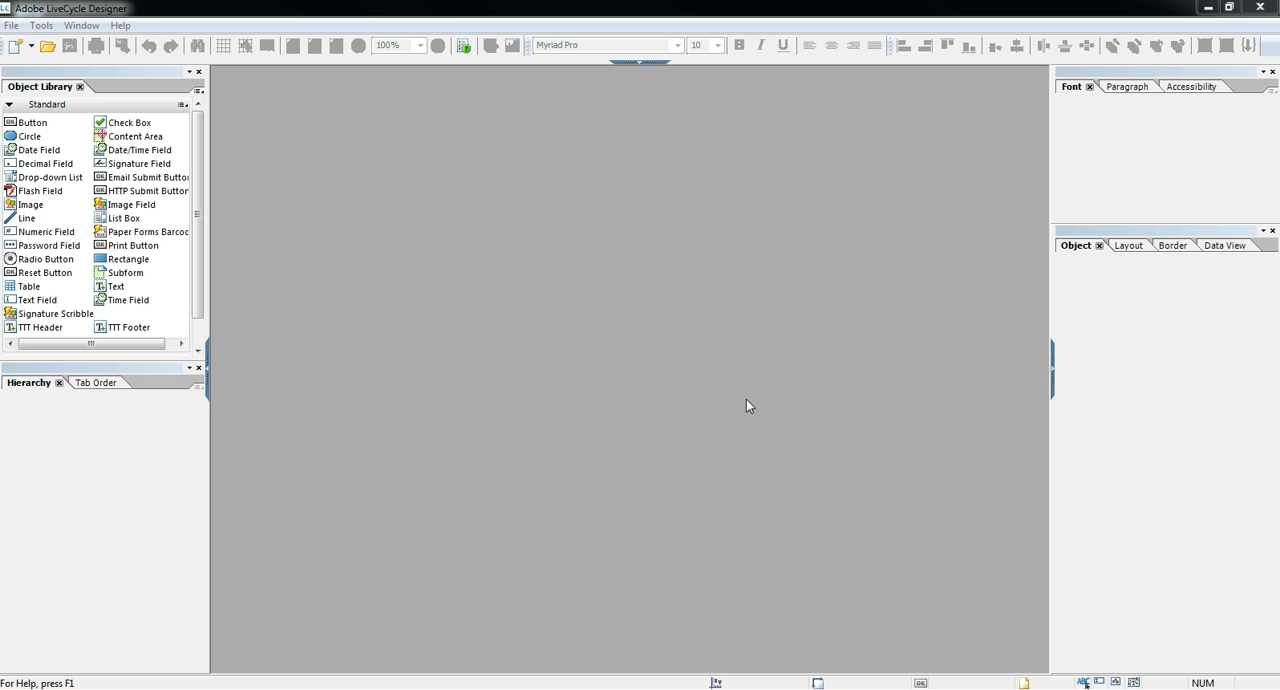 Adobe LiveCycle Designer
File Tools Window Help
100% Myriad Pro 10 B I U
Object Library
Standard
Button Check Box
Circle Content Area
Date Field Date/Time Field
Decimal Field Signature Field
Drop-down List Email Submit Butto
Flash Field HTTP Submit Button
Image Image Field
Line List Box
Numeric Field Paper Forms Barcod
Password Field Print Button
Radio Button Rectangle
Reset Button Subform
Table Text
Text Field Time Field
Signature Scribble
TTT Header TTT Footer
Hierarchy Tab Order
Font Paragraph Accessibility
Object Layout Border Data View
For Help, press F1
OK
ABC
NUM